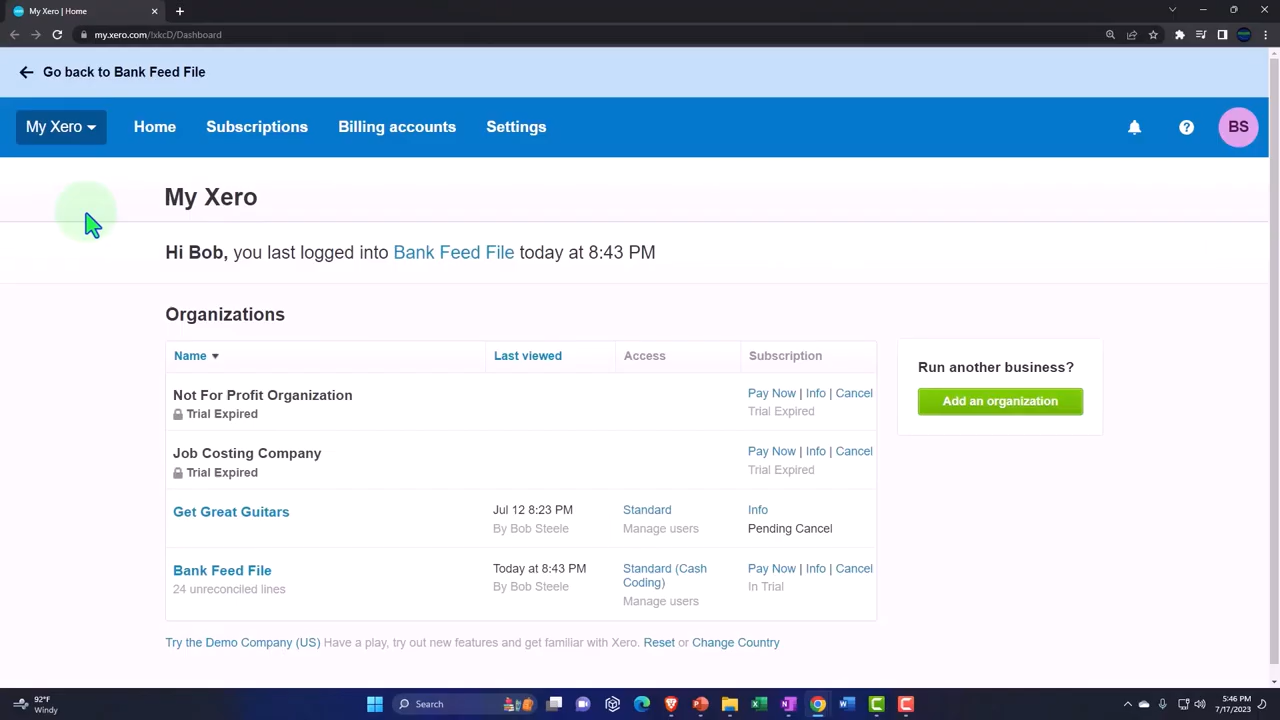 My Xero | Home
my.xero.com/!xkcD/Dashboard
Go back to Bank Feed File
My Xero Home Subscriptions Billing accounts Settings BS
My Xero
Hi Bob, you last logged into Bank Feed File today at 8:43 PM
Organizations
Name Last viewed Access Subscription
Not For Profit Organization Pay Now | Info | Cancel
Trial Expired Trial Expired
Job Costing Company Pay Now | Info | Cancel
Trial Expired Trial Expired
Get Great Guitars Jul 12 8:23 PM Standard Info
By Bob Steele Manage users Pending Cancel
Bank Feed File Today at 8:43 PM Standard (Cash Coding) Pay Now | Info | Cancel
24 unreconciled lines By Bob Steele Manage users In Trial
Run another business?
Add an organization
Try the Demo Company (US) Have a play, try out new features and get familiar with Xero. Reset or Change Country
92°F
Windy
Search
5:46 PM
7/17/2023